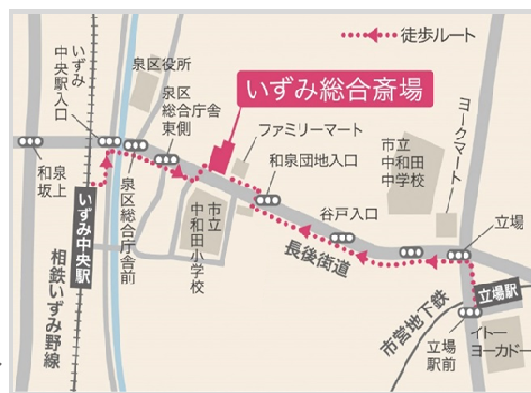 徒歩ルート
いずみ
中央駅入口
泉区役所
泉区
総合庁舎
東側
いずみ総合斎場
ファミリーマート
ヨークマート
和泉
坂上
和泉団地入口
市立
中和田
中学校
いずみ中央駅
泉区総合庁舎前
市立
中和田小学校
谷戸入口
立場
長後街道
相鉄いずみ野線
市営地下鉄
立場駅
立場
駅前
イトー
ヨーカドー